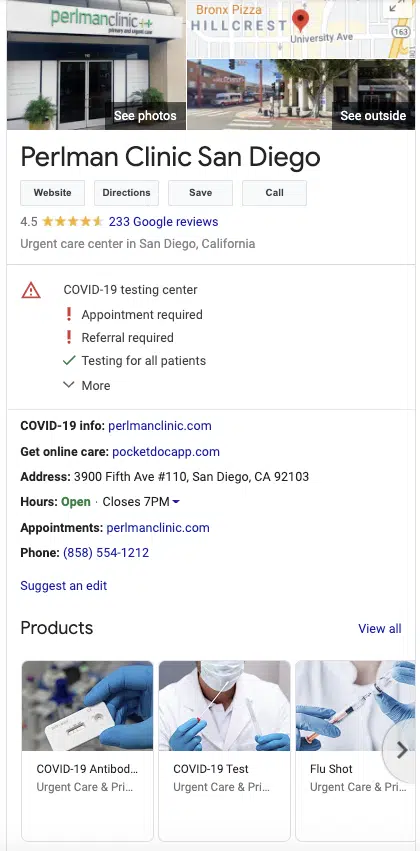 perlmanclinic++
primary and urgent care
Bronx Pizza
HILLCREST
University Ave
163
See photos
See outside
Perlman Clinic San Diego
Website
Directions
Save
Call
4.5
233 Google reviews
Urgent care center in San Diego, California
COVID-19 testing center
Appointment required
Referral required
Testing for all patients
More
COVID-19 info: perlmanclinic.com
Get online care: pocketdocapp.com
Address: 3900 Fifth Ave #110, San Diego, CA 92103
Hours: Open · Closes 7PM
Appointments: perlmanclinic.com
Phone: (858) 554-1212
Suggest an edit
Products
View all
COVID-19 Antibod...
Urgent Care & Pri...
COVID-19 Test
Urgent Care & Pri...
Flu Shot
Urgent Care & Pri...